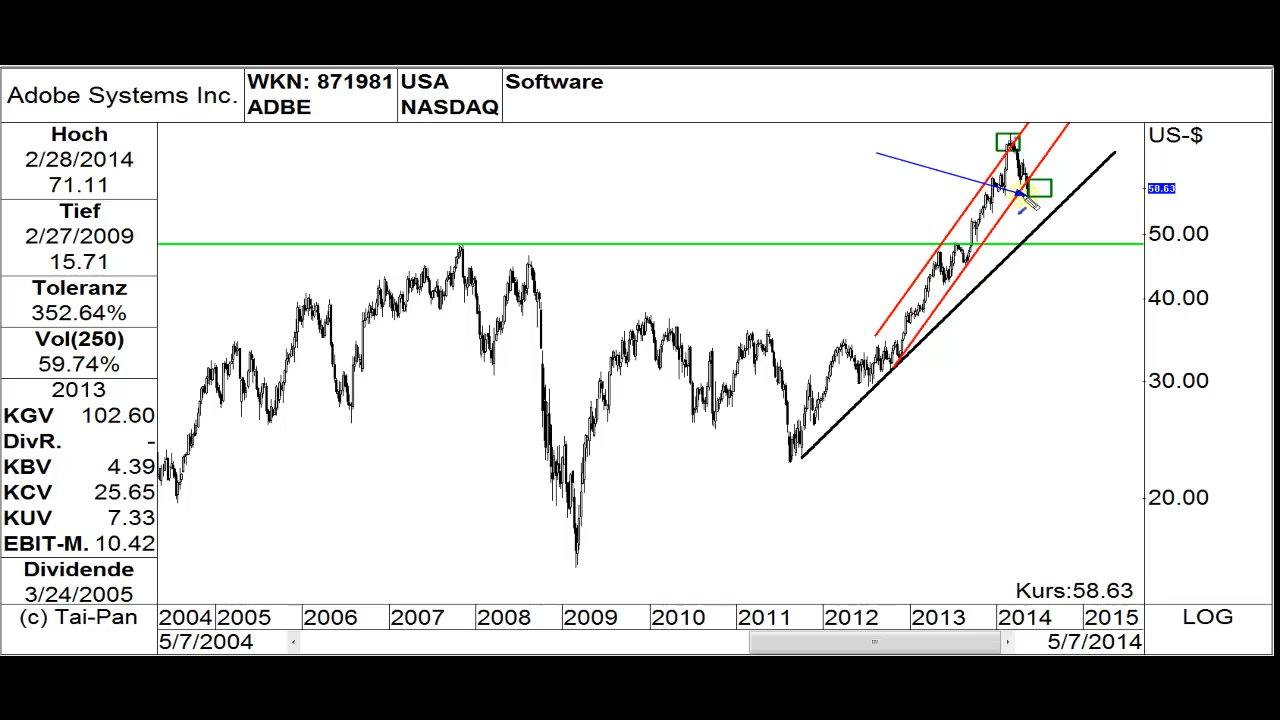 Adobe Systems Inc.
WKN: 871981
ADBE
USA
NASDAQ
Software
Hoch
2/28/2014
71.11
Tief
2/27/2009
15.71
Toleranz
352.64%
Vol(250)
59.74%
2013
KGV 102.60
DivR. -
KBV 4.39
KCV 25.65
KUV 7.33
EBIT-M. 10.42
Dividende
3/24/2005
(c) Tai-Pan
US-$
58.63
50.00
40.00
30.00
20.00
Kurs:58.63
2004 2005 2006 2007 2008 2009 2010 2011 2012 2013 2014 2015
LOG
5/7/2004
5/7/2014